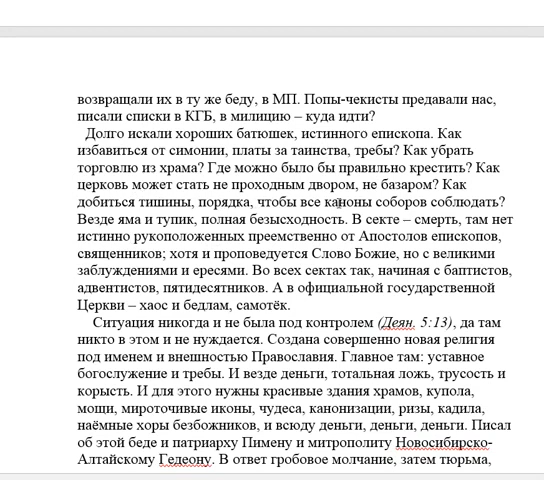 возвращали их в ту же беду, в МП. Попы-чекисты предавали нас,
писали списки в КГБ, в милицию – куда идти?
Долго искали хороших батюшек, истинного епископа. Как
избавиться от симонии, платы за таинства, требы? Как убрать
торговлю из храма? Где можно было бы правильно крестить? Как
церковь может стать не проходным двором, не базаром? Как
добиться тишины, порядка, чтобы все каноны соборов соблюдать?
Везде яма и тупик, полная безысходность. В секте – смерть, там нет
истинно рукоположенных преемственно от Апостолов епископов,
священников; хотя и проповедуется Слово Божие, но с великими
заблуждениями и ересями. Во всех сектах так, начиная с баптистов,
адвентистов, пятидесятников. А в официальной государственной
Церкви – хаос и бедлам, самотёк.
Ситуация никогда и не была под контролем (Деян. 5:13), да там
никто в этом и не нуждается. Создана совершенно новая религия
под именем и внешностью Православия. Главное там: уставное
богослужение и требы. И везде деньги, тотальная ложь, трусость и
корысть. И для этого нужны красивые здания храмов, купола,
мощи, мироточивые иконы, чудеса, канонизации, ризы, кадила,
наёмные хоры безбожников, и всюду деньги, деньги, деньги. Писал
об этой беде и патриарху Пимену и митрополиту Новосибирско-
Алтайскому Гедеону. В ответ гробовое молчание, затем тюрьма,